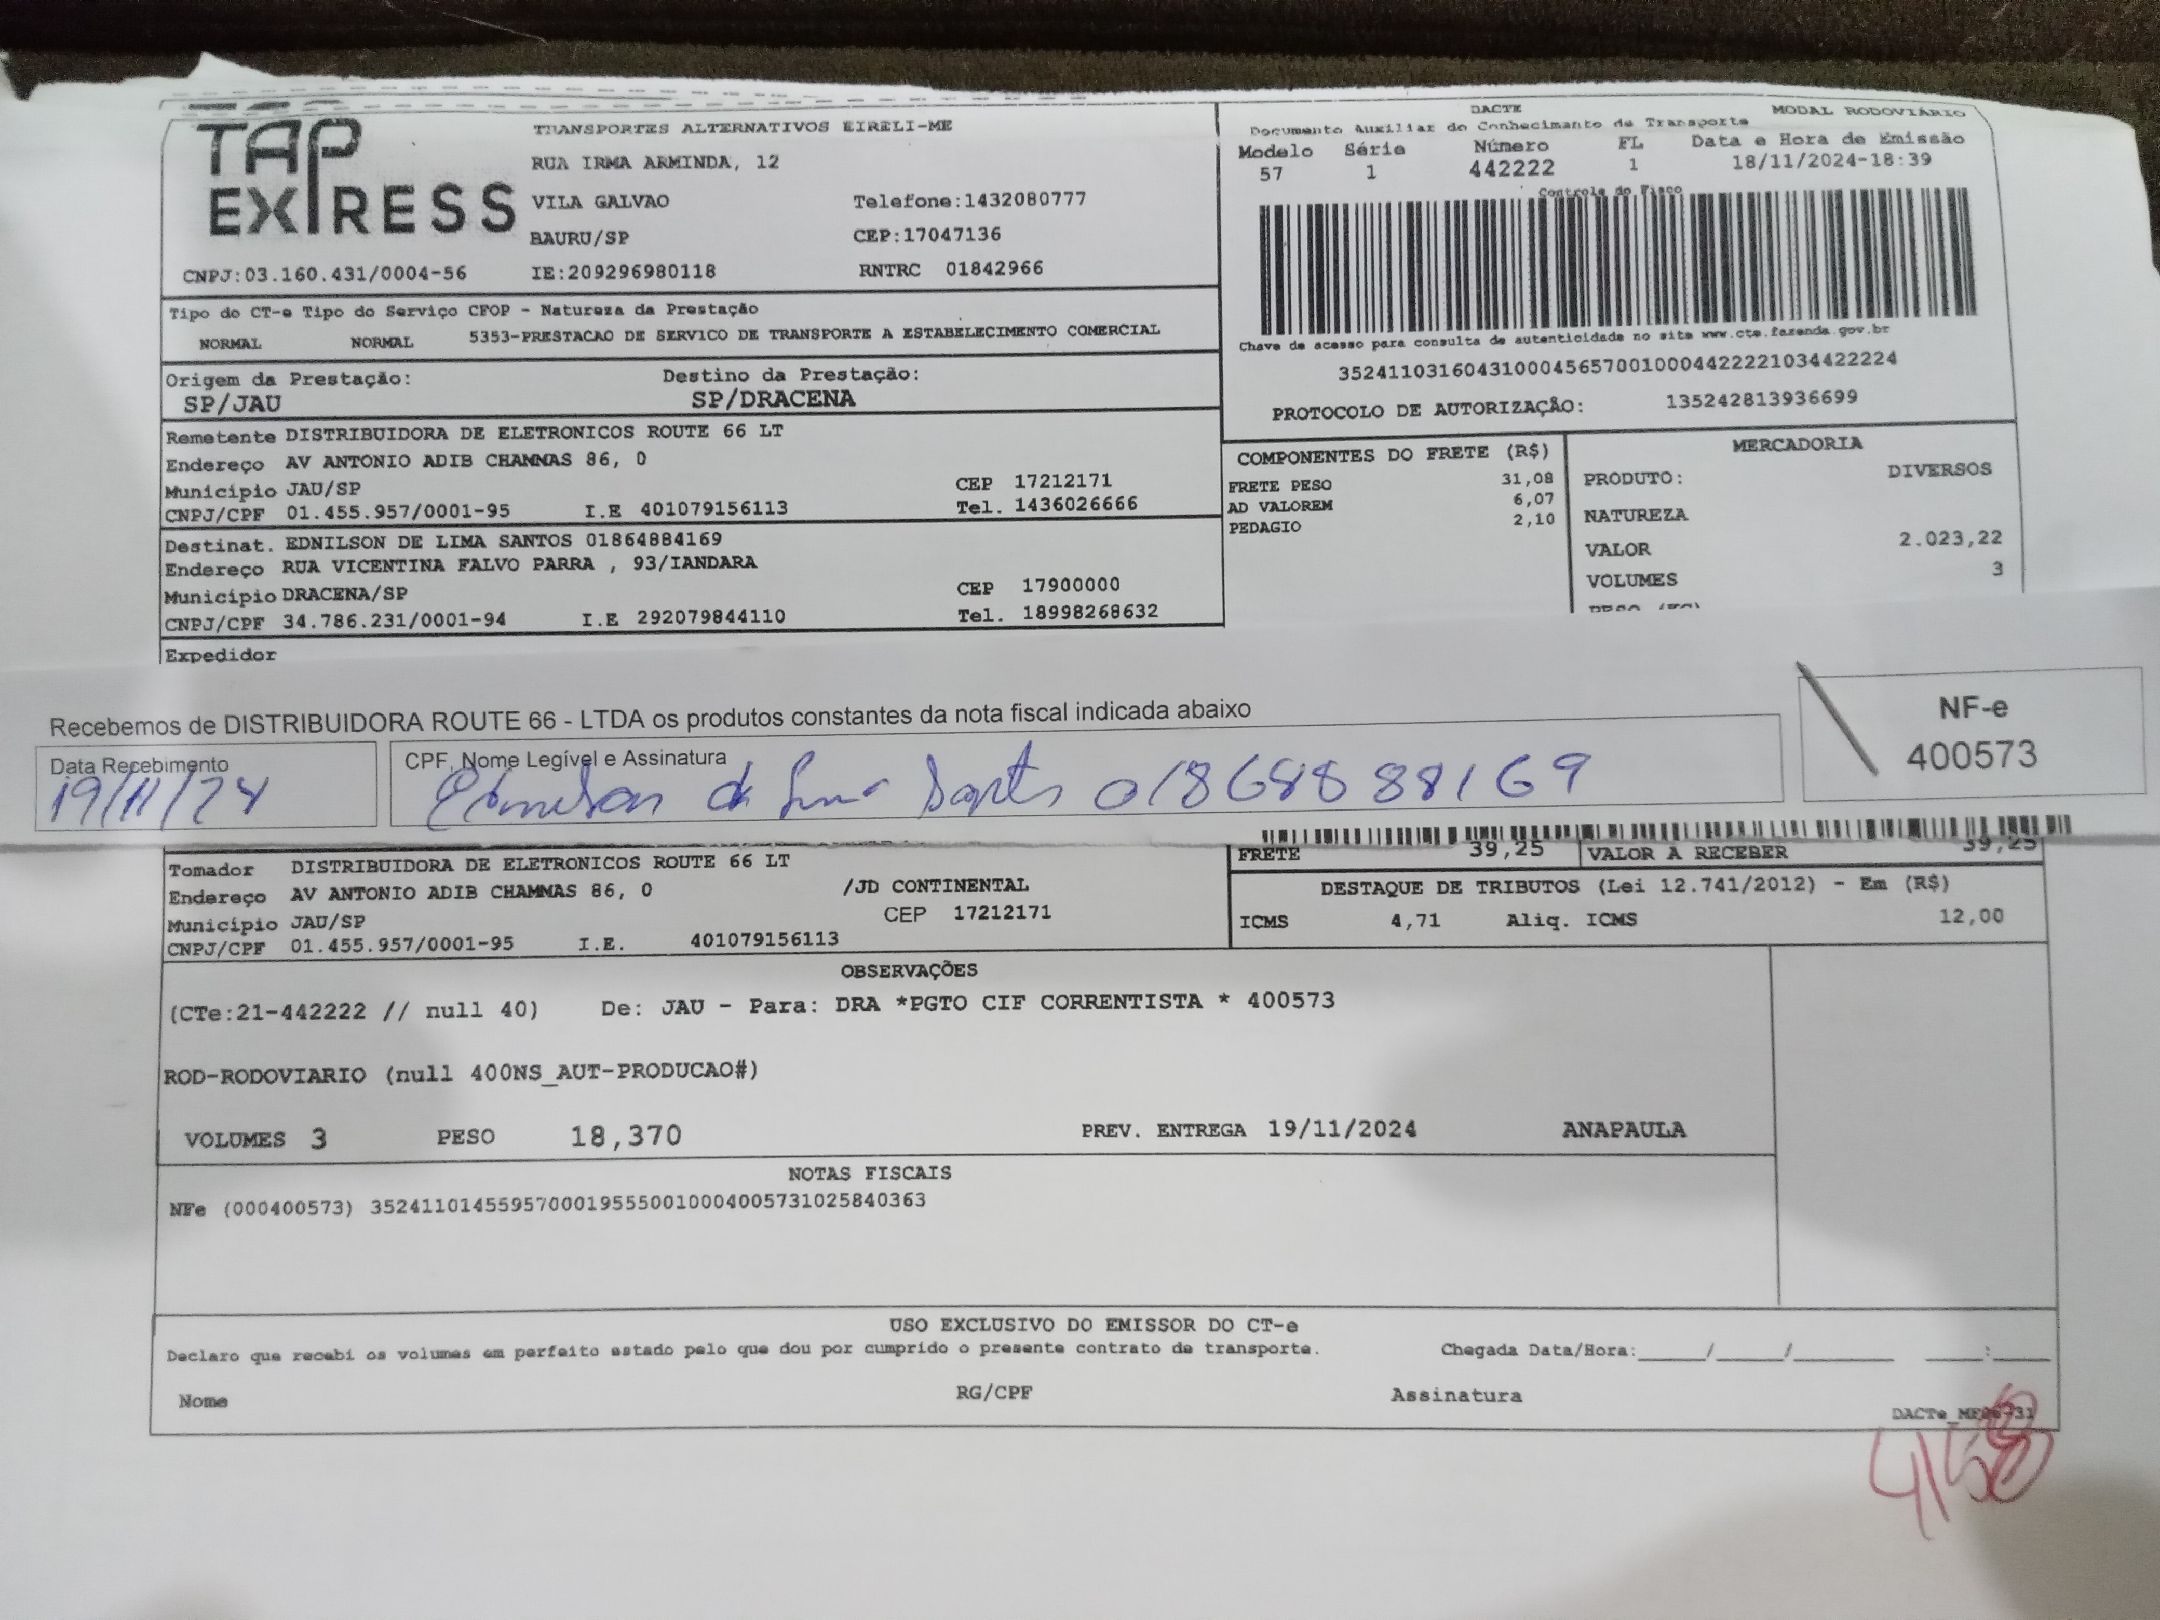 TAP
EXPRESS
TRANSPORTES ALTERNATIVOS EIRELI-ME
RUA IRMA ARMINDA, 12
VILA GALVAO Telefone:1432080777
BAURU/SP CEP:17047136
CNPJ:03.160.431/0004-56 IE:209296980118 RNTRC 01842966
DACTE MODAL RODOVIÁRIO
Documento Auxiliar do Conhecimento de Transporte
Modelo Série Número FL Data e Hora de Emissão
57 1 442222 1 18/11/2024-18:39
Controle do Fisco
Chave de acesso para consulta de autenticidade no site www.cte.fazenda.gov.br
35241103160431000456570010004422221034422224
PROTOCOLO DE AUTORIZAÇÃO: 135242813936699
Tipo do CT-e Tipo do Serviço CFOP - Natureza da Prestação
NORMAL NORMAL 5353-PRESTACAO DE SERVICO DE TRANSPORTE A ESTABELECIMENTO COMERCIAL
Origem da Prestação: Destino da Prestação:
SP/JAU SP/DRACENA
Remetente DISTRIBUIDORA DE ELETRONICOS ROUTE 66 LT
Endereço AV ANTONIO ADIB CHAMMAS 86, 0
Município JAU/SP CEP 17212171
CNPJ/CPF 01.455.957/0001-95 I.E 401079156113 Tel. 1436026666
Destinat. EDNILSON DE LIMA SANTOS 01864884169
Endereço RUA VICENTINA FALVO PARRA , 93/IANDARA
Município DRACENA/SP CEP 17900000
CNPJ/CPF 34.786.231/0001-94 I.E 292079844110 Tel. 18998268632
Expedidor
COMPONENTES DO FRETE (R$)
FRETE PESO 31,08
AD VALOREM 6,07
PEDAGIO 2,10
MERCADORIA
PRODUTO: DIVERSOS
NATUREZA
VALOR 2.023,22
VOLUMES 3
Recebemos de DISTRIBUIDORA ROUTE 66 - LTDA os produtos constantes da nota fiscal indicada abaixo
Data Recebimento
19/11/24
CPF, Nome Legível e Assinatura
Ednilson de Lima Santos 01868888169
NF-e
400573
Tomador DISTRIBUIDORA DE ELETRONICOS ROUTE 66 LT
Endereço AV ANTONIO ADIB CHAMMAS 86, 0 /JD CONTINENTAL
Município JAU/SP CEP 17212171
CNPJ/CPF 01.455.957/0001-95 I.E. 401079156113
FRETE 39,25 VALOR A RECEBER 39,25
DESTAQUE DE TRIBUTOS (Lei 12.741/2012) - Em (R$)
ICMS 4,71 Aliq. ICMS 12,00
OBSERVAÇÕES
(CTe:21-442222 // null 40) De: JAU - Para: DRA *PGTO CIF CORRENTISTA * 400573
ROD-RODOVIARIO (null 400NS_AUT-PRODUCAO#)
VOLUMES 3 PESO 18,370 PREV. ENTREGA 19/11/2024 ANAPAULA
NOTAS FISCAIS
NFe (000400573) 35241101455957000195550010004005731025840363
USO EXCLUSIVO DO EMISSOR DO CT-e
Declaro que recebi os volumes em perfeito estado pelo que dou por cumprido o presente contrato de transporte. Chegada Data/Hora:_____/_____/_______ ____:____
Nome RG/CPF Assinatura